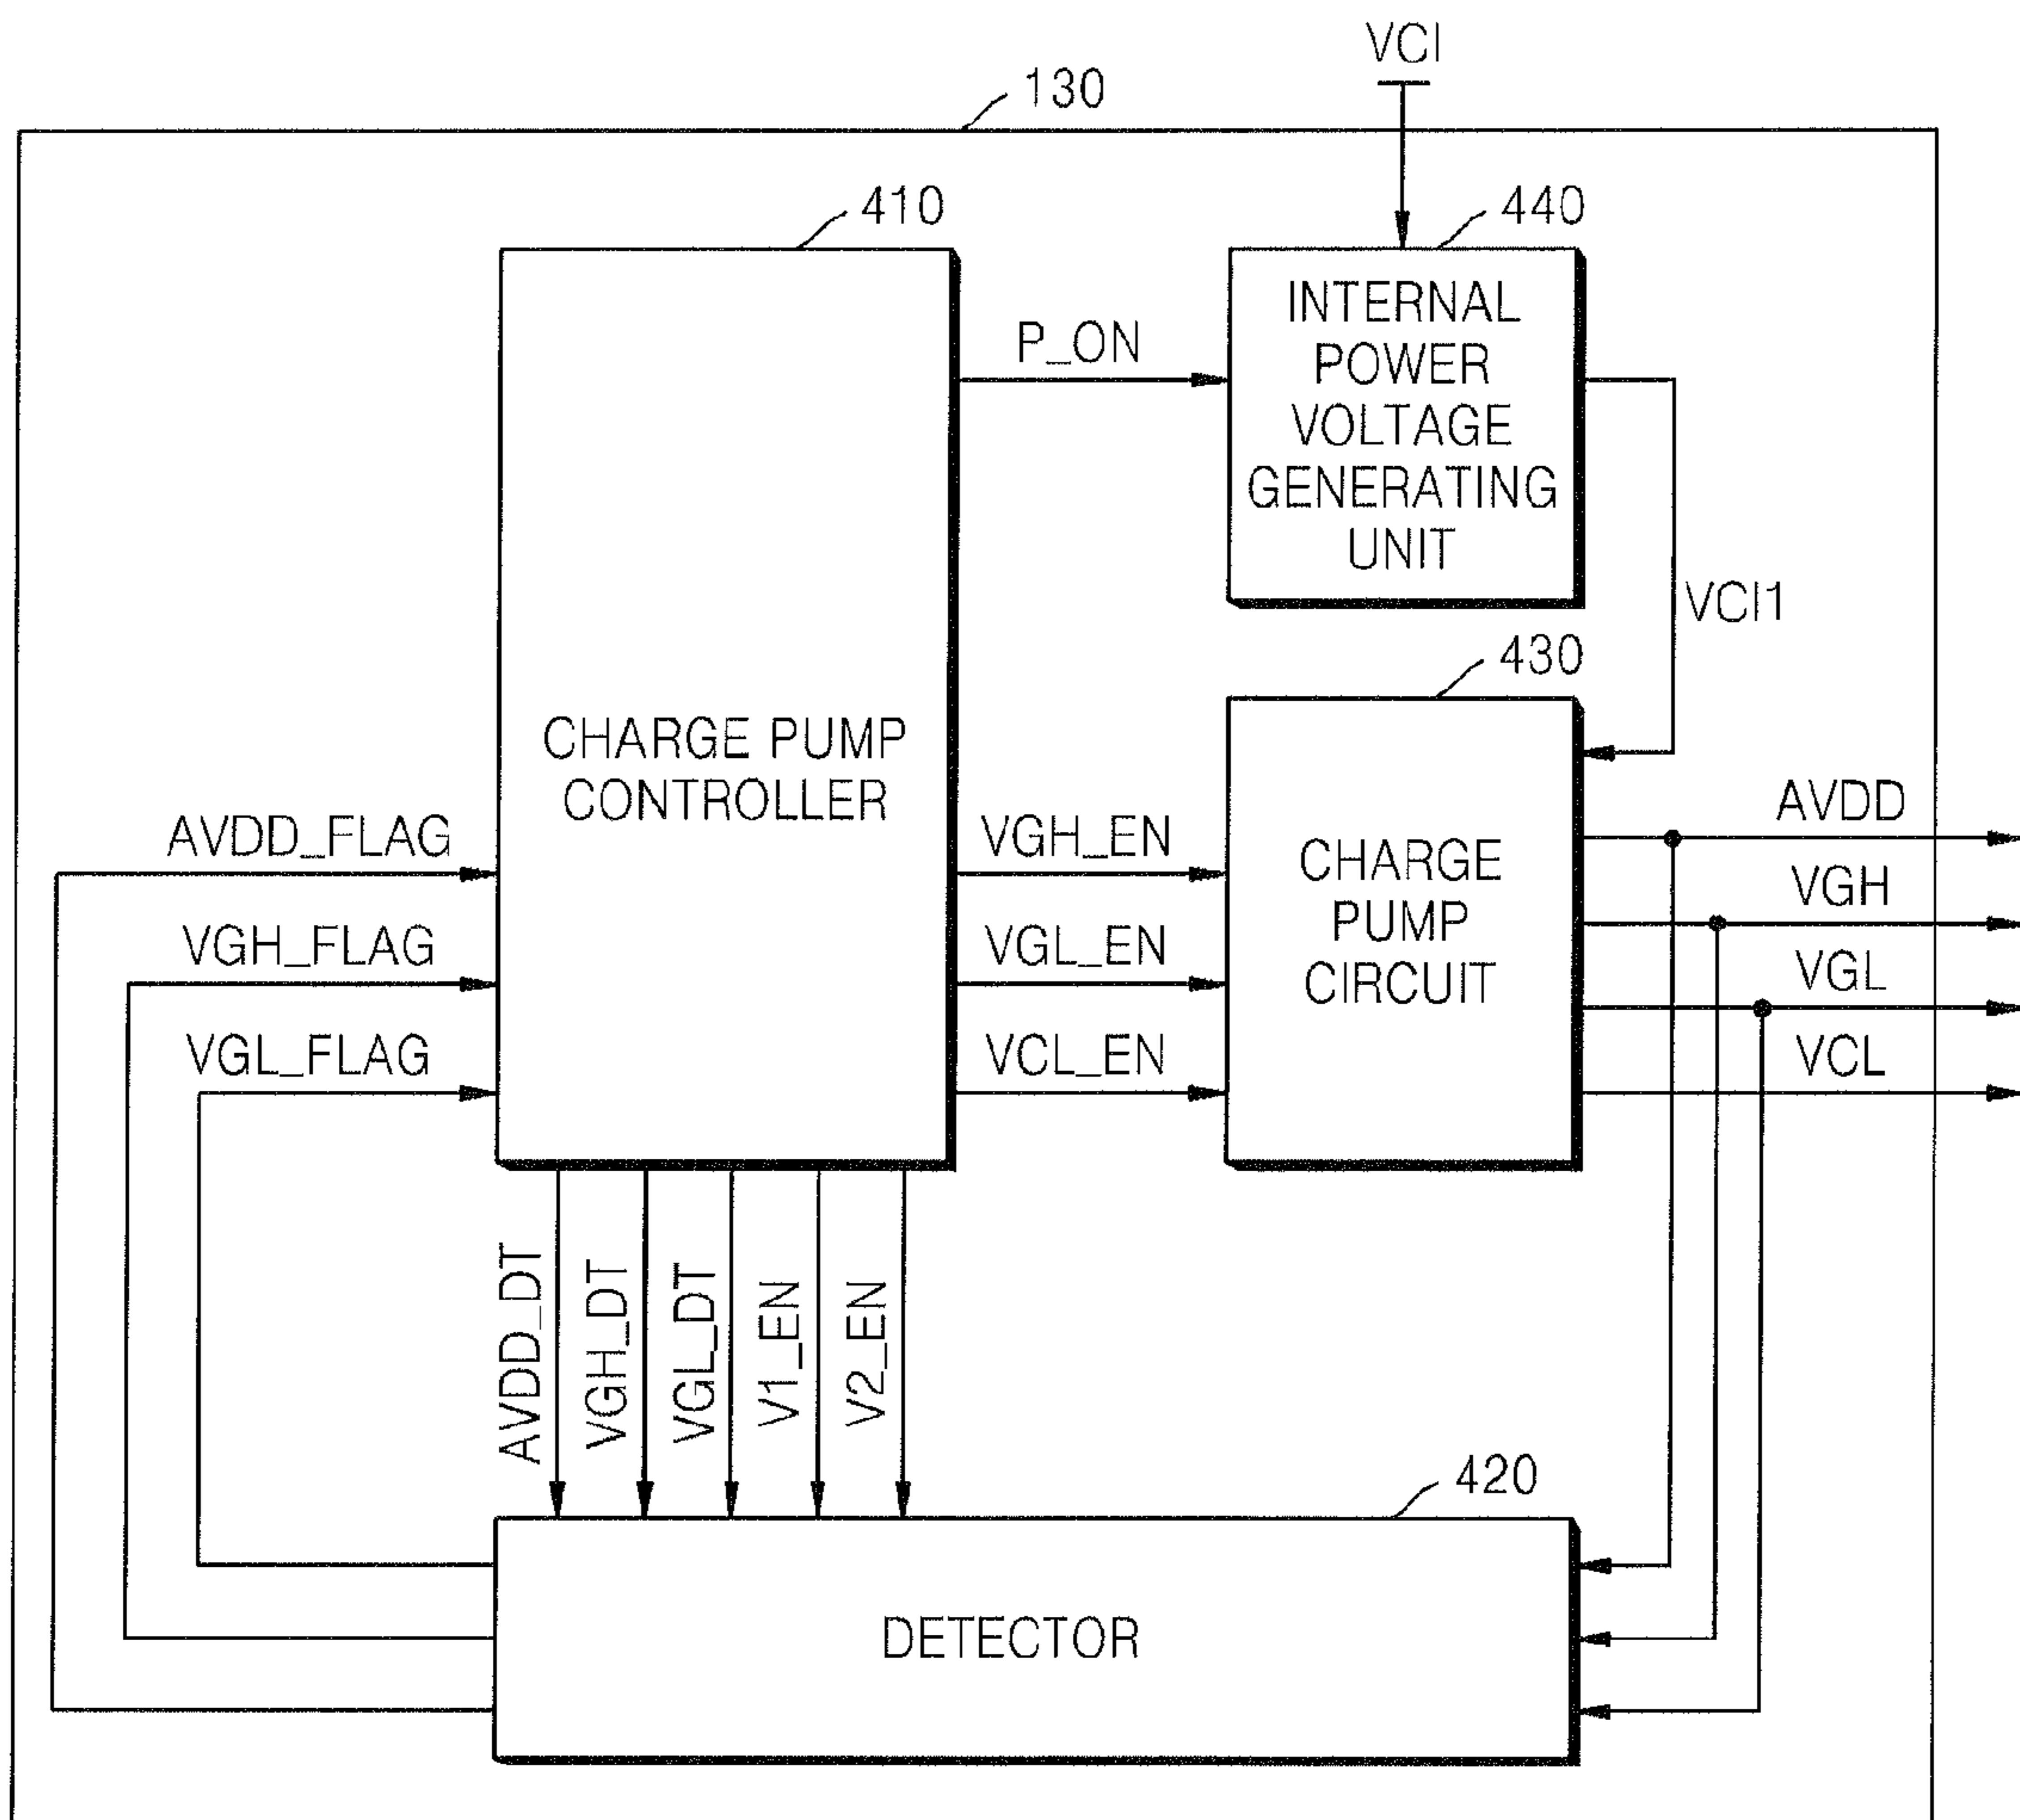 VCI
130
410
440
INTERNAL
POWER
VOLTAGE
GENERATING
UNIT
P_ON
VCI1
430
CHARGE PUMP
CONTROLLER
AVDD
AVDD_FLAG
VGH_EN
CHARGE
PUMP
CIRCUIT
VGH
VGH_FLAG
VGL_EN
VGL
VGL_FLAG
VCL_EN
VCL
AVDD_DT
VGH_DT
VGL_DT
V1_EN
V2_EN
420
DETECTOR